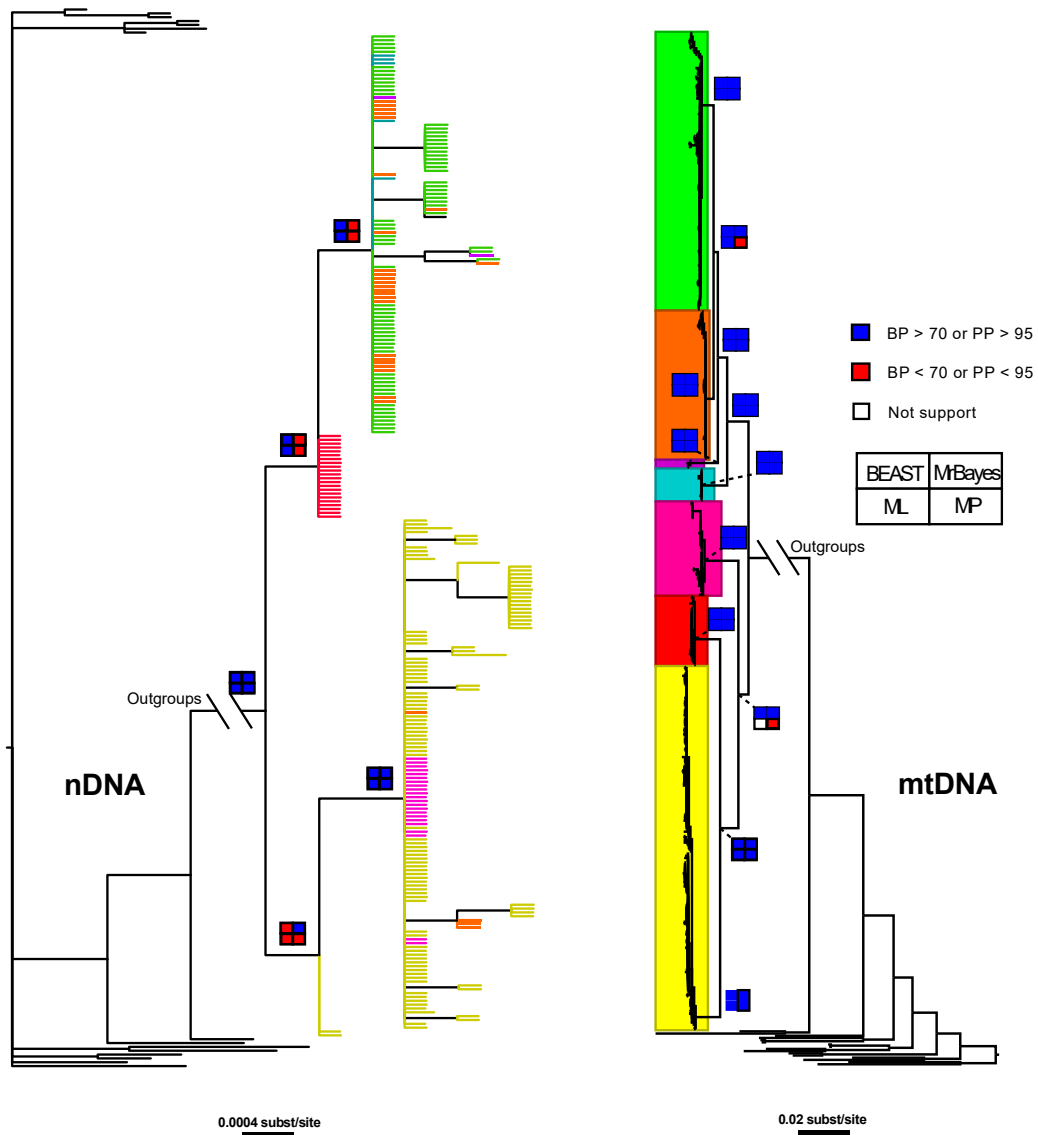 BP > 70 or PP > 95
BP < 70 or PP < 95
Not support
BEAST MrBayes
ML MP
Outgroups
Outgroups
nDNA
mtDNA
0.0004 subst/site
0.02 subst/site